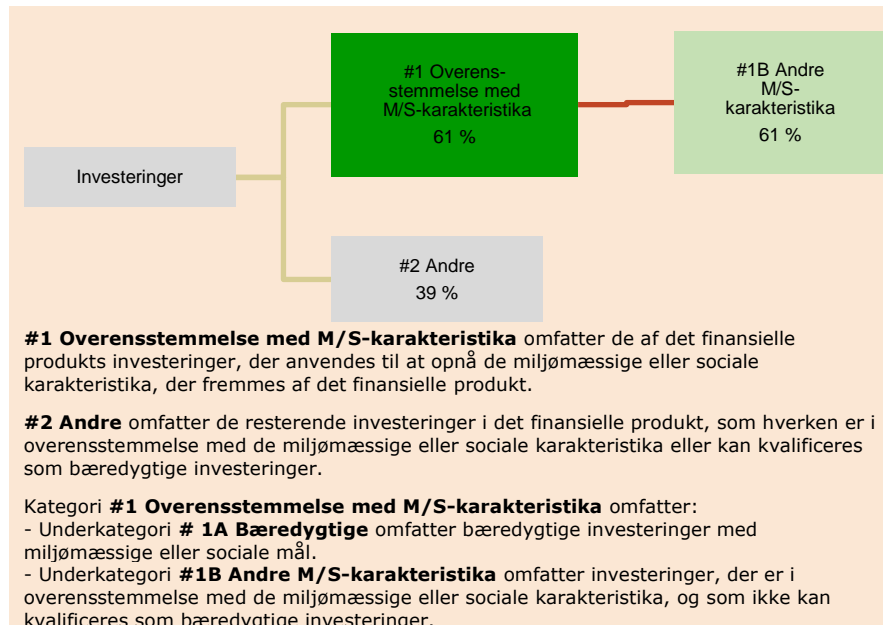 #1 Overens-
stemmelse med
M/S-karakteristika
61 %
#1B Andre
M/S-
karakteristika
61 %
Investeringer
#2 Andre
39 %
#1 Overensstemmelse med M/S-karakteristika omfatter de af det finansielle
produkts investeringer, der anvendes til at opnå de miljømæssige eller sociale
karakteristika, der fremmes af det finansielle produkt.
#2 Andre omfatter de resterende investeringer i det finansielle produkt, som hverken er i
overensstemmelse med de miljømæssige eller sociale karakteristika eller kan kvalificeres
som bæredygtige investeringer.
Kategori #1 Overensstemmelse med M/S-karakteristika omfatter:
- Underkategori # 1A Bæredygtige omfatter bæredygtige investeringer med
miljømæssige eller sociale mål.
- Underkategori #1B Andre M/S-karakteristika omfatter investeringer, der er i
overensstemmelse med de miljømæssige eller sociale karakteristika, og som ikke kan
kvalificeres som bæredygtige investeringer.